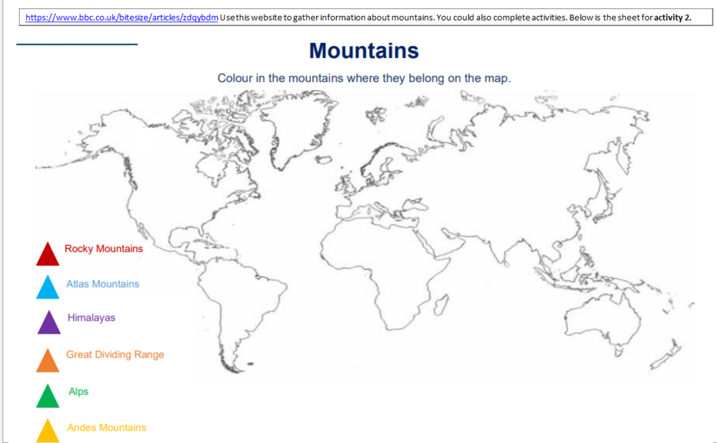 https://www.bbc.co.uk/bitesize/articles/zdqybdm Use this website to gather information about mountains. You could also complete activities. Below is the sheet for activity 2.
Mountains
Colour in the mountains where they belong on the map.
Rocky Mountains
Atlas Mountains
Himalayas
Great Dividing Range
Alps
Andes Mountains